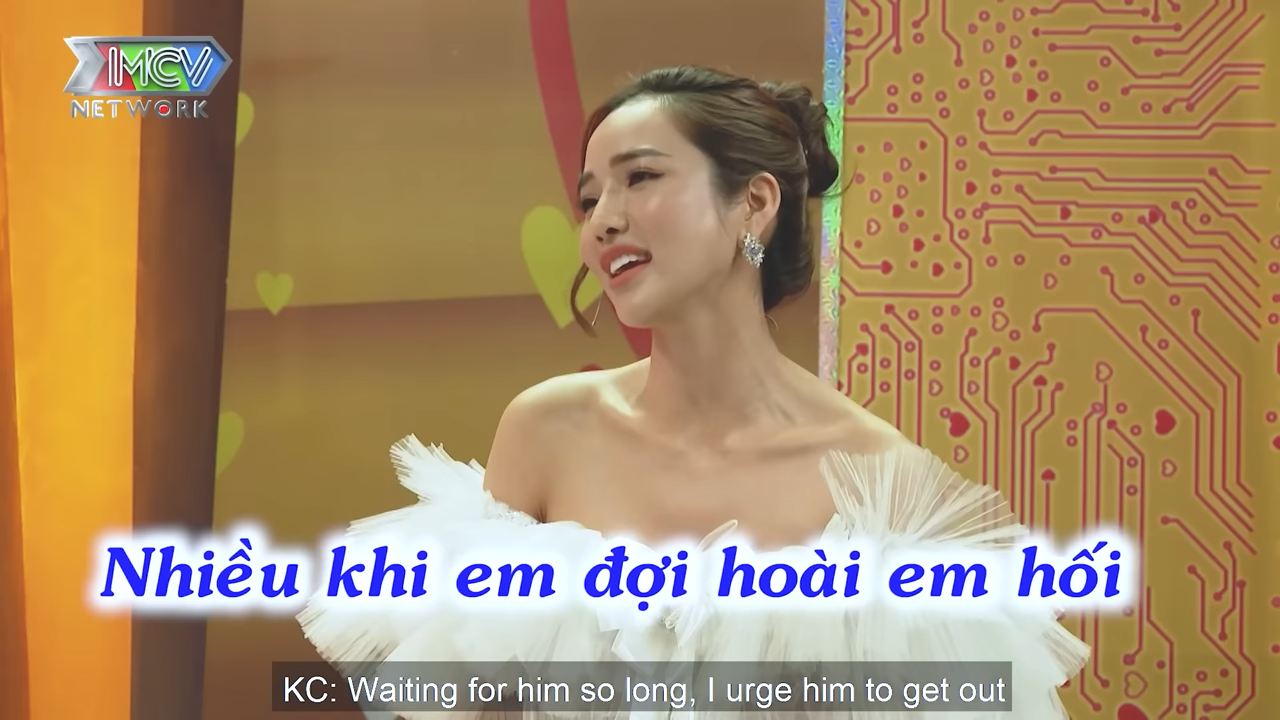 MCV
NETWORK
Nhiều khi em đợi hoài em hối
KC: Waiting for him so long, I urge him to get out